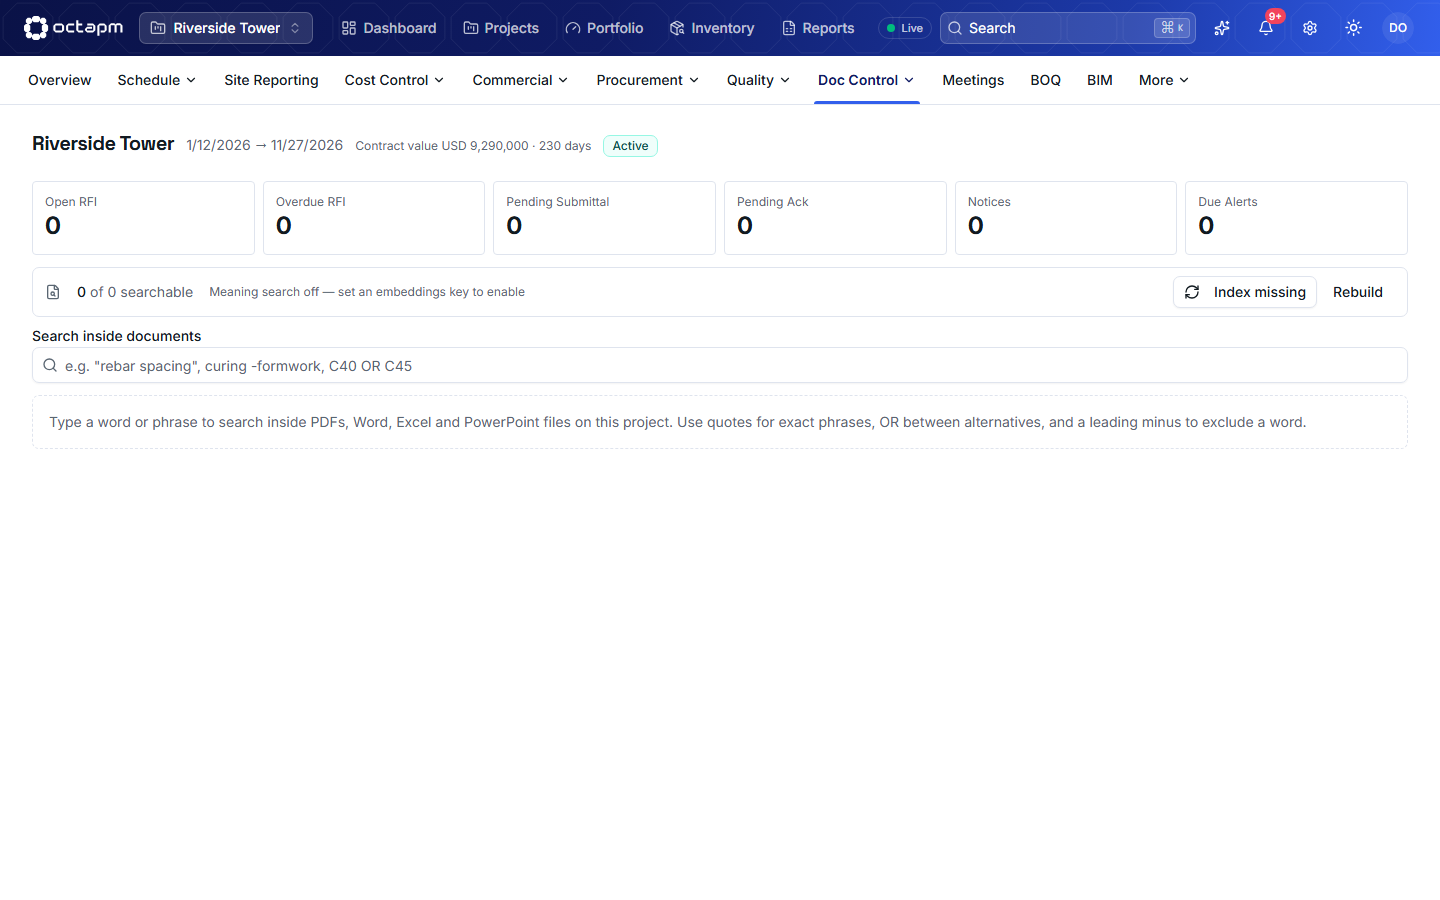 octapm Riverside Tower Dashboard Projects Portfolio Inventory Reports Live Search ⌘ K 9+ DO
Overview Schedule Site Reporting Cost Control Commercial Procurement Quality Doc Control Meetings BOQ BIM More
Riverside Tower 1/12/2026 → 11/27/2026 Contract value USD 9,290,000 · 230 days Active
Open RFI Overdue RFI Pending Submittal Pending Ack Notices Due Alerts
0 0 0 0 0 0
0 of 0 searchable Meaning search off — set an embeddings key to enable Index missing Rebuild
Search inside documents
e.g. "rebar spacing", curing -formwork, C40 OR C45
Type a word or phrase to search inside PDFs, Word, Excel and PowerPoint files on this project. Use quotes for exact phrases, OR between alternatives, and a leading minus to exclude a word.